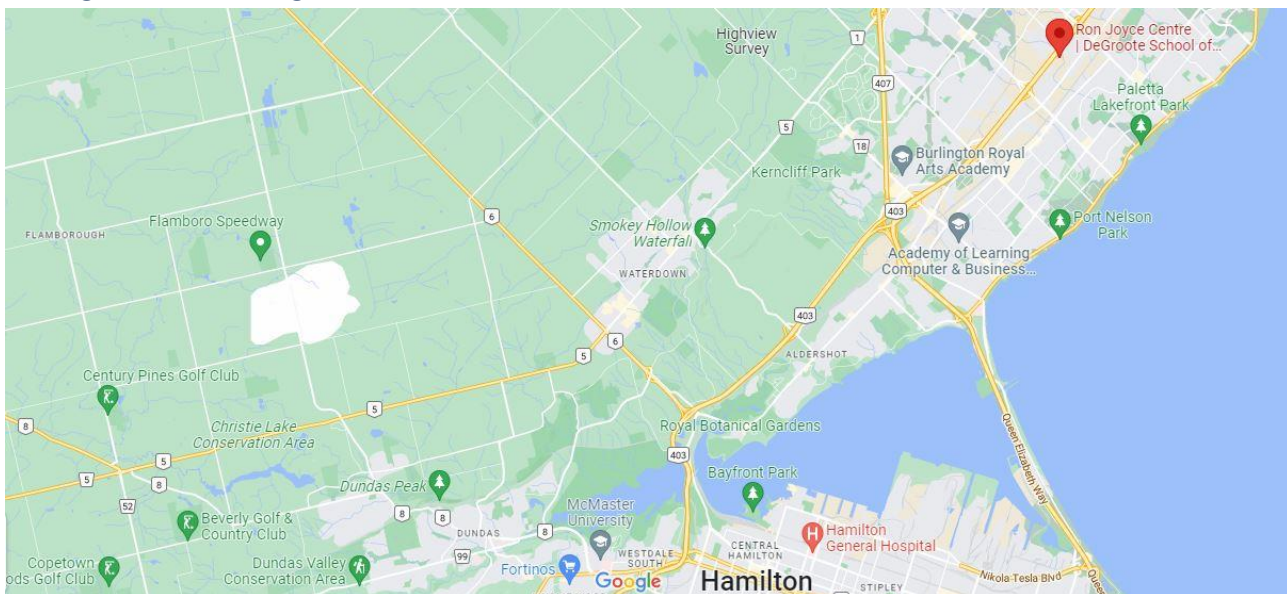 Highview
Survey
1
Ron Joyce Centre
| DeGroote School of...
407
Paletta
Lakefront Park
5
18
Burlington Royal
Arts Academy
Kerncliff Park
Flamboro Speedway
6
Smokey Hollow
Waterfall
403
Port Nelson
Park
FLAMBOROUGH
Academy of Learning
Computer & Business...
WATERDOWN
403
6
5
ALDERSHOT
Century Pines Golf Club
5
8
Christie Lake
Conservation Area
Royal Botanical Gardens
Queen Elizabeth Way
403
5
5
8
Dundas Peak
Bayfront Park
52
McMaster
University
Beverly Golf &
Country Club
8
8
8
DUNDAS
Hamilton
General Hospital
CENTRAL
HAMILTON
99
WESTDALE
SOUTH
Copetown
ods Golf Club
Dundas Valley
Conservation Area
Fortinos
Google
Hamilton
STIPLEY
Nikola Tesla Blvd
Quee